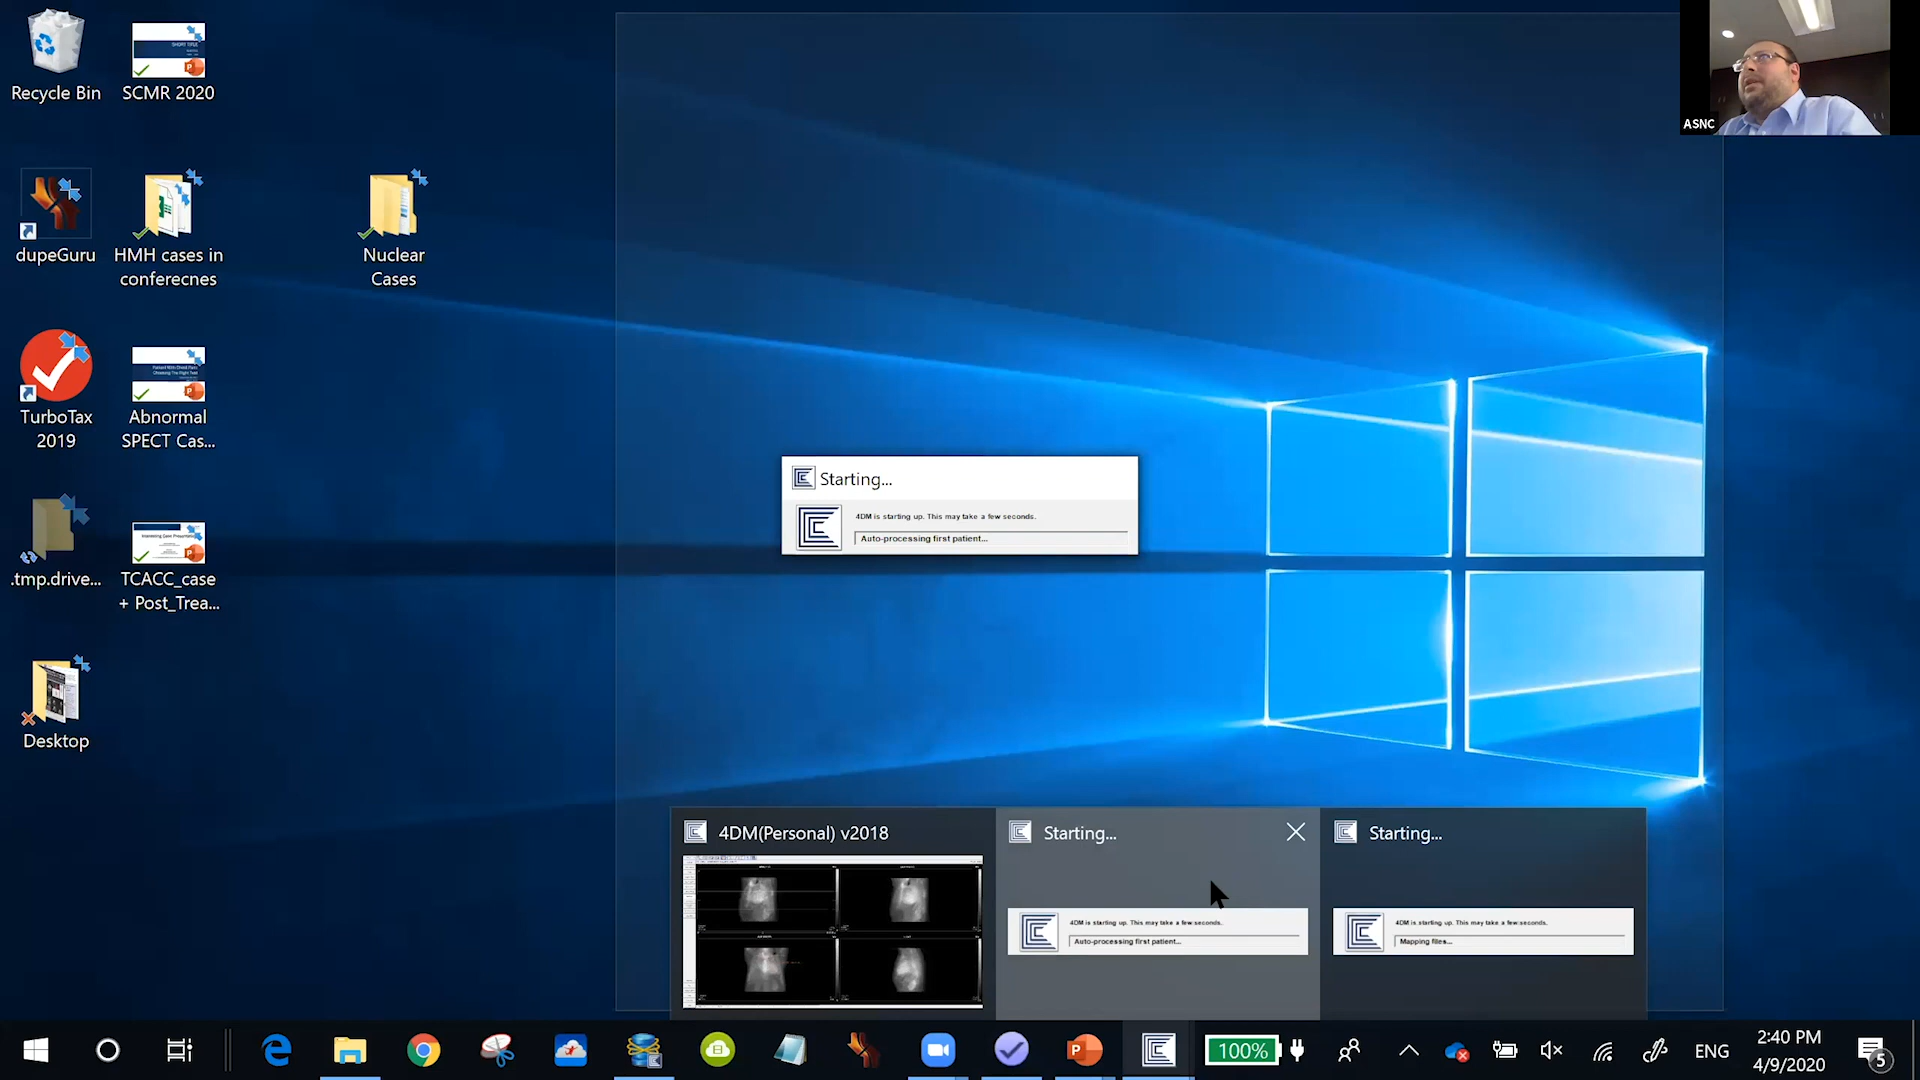 Recycle Bin
SCMR 2020
SHORT TITLE
ASNC
dupeGuru
HMH cases in
conferecnes
Nuclear
Cases
TurboTax
2019
Abnormal
SPECT Cas...
Starting...
4DM is starting up. This may take a few seconds.
Auto-processing first patient...
.tmp.drive...
TCACC_case
+ Post_Trea...
Desktop
4DM(Personal) v2018
Starting...
4DM is starting up. This may take a few seconds.
Auto-processing first patient...
Starting...
4DM is starting up. This may take a few seconds.
Mapping files...
100%
ENG
2:40 PM
4/9/2020
5